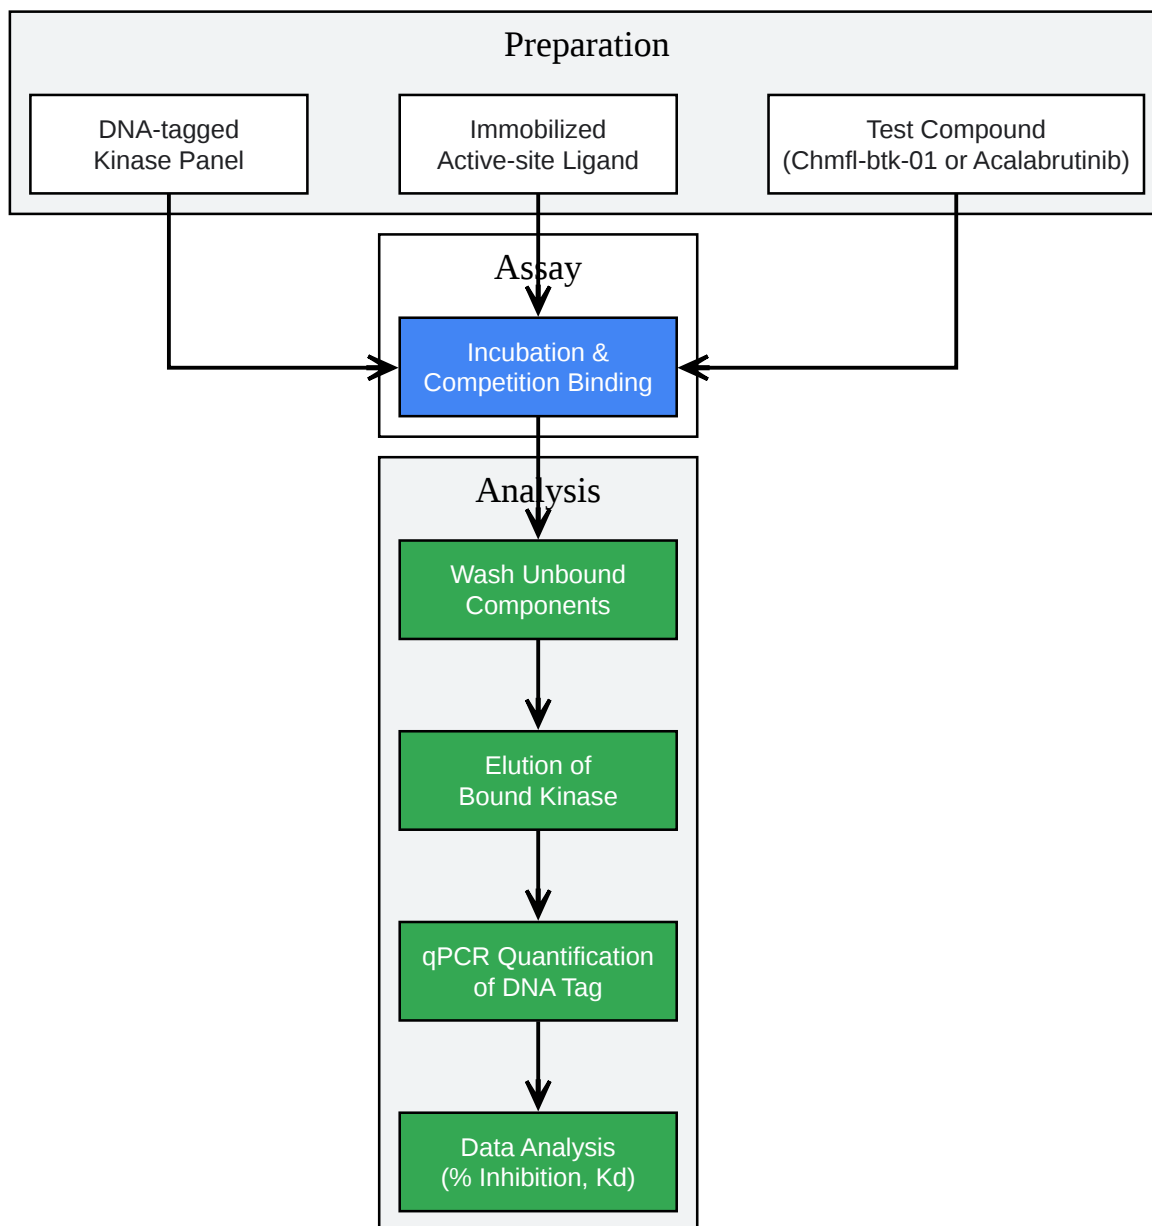 Preparation
DNA-tagged
Kinase Panel
Immobilized
Active-site Ligand
Test Compound
(Chmfl-btk-01 or Acalabrutinib)
Assay
Incubation &
Competition Binding
Analysis
Wash Unbound
Components
Elution of
Bound Kinase
qPCR Quantification
of DNA Tag
Data Analysis
(% Inhibition, Kd)